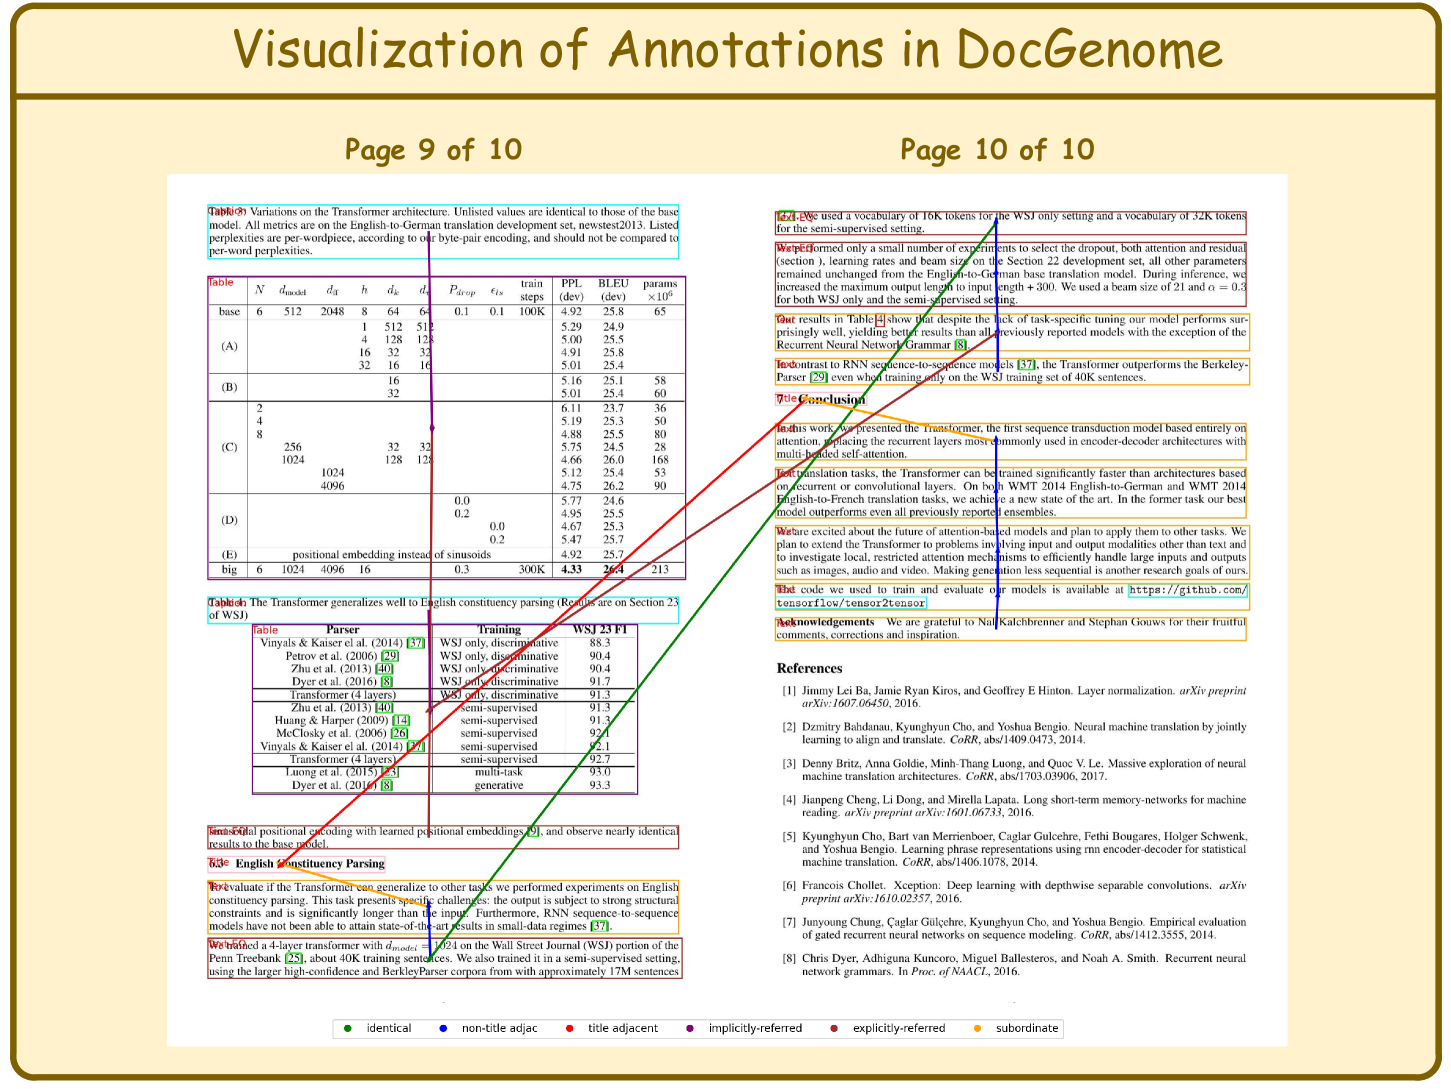 Visualization of Annotations in DocGenome
Page 9 of 10
Variations on the Transformer architecture. Unlisted values are identical to those of the base
model. All metrics are on the English-to-German translation development set, newstest2013. Listed
perplexities are per-wordpiece, according to our byte-pair encoding, and should not be compared to
per-word perplexities.
Table
N d_model d_ff h d_k d_v P_drop ϵ_ls train steps PPL (dev) BLEU (dev) params ×10^6
base 6 512 2048 8 64 64 0.1 0.1 100K 4.92 25.8 65
(A) 1 512 512 5.29 24.9
4 128 128 5.00 25.5
16 32 32 4.91 25.8
32 16 16 5.01 25.4
(B) 16 5.16 25.1 58
32 5.01 25.4 60
(C) 2 6.11 23.7 36
4 5.19 25.3 50
8 4.88 25.5 80
256 32 32 5.75 24.5 28
1024 128 128 4.66 26.0 168
1024 5.12 25.4 53
4096 4.75 26.2 90
(D) 0.0 5.77 24.6
0.2 4.95 25.5
0.0 4.67 25.3
0.2 5.47 25.7
(E) positional embedding instead of sinusoids 4.92 25.7
big 6 1024 4096 16 0.3 300K 4.33 26.4 213
The Transformer generalizes well to English constituency parsing (Results are on Section 23
of WSJ)
Table
Parser Training WSJ 23 F1
Vinyals & Kaiser el al. (2014) [37] WSJ only, discriminative 88.3
Petrov et al. (2006) [29] WSJ only, discriminative 90.4
Zhu et al. (2013) [40] WSJ only, discriminative 90.4
Dyer et al. (2016) [8] WSJ only, discriminative 91.7
Transformer (4 layers) WSJ only, discriminative 91.3
Zhu et al. (2013) [40] semi-supervised 91.3
Huang & Harper (2009) [14] semi-supervised 91.3
McClosky et al. (2006) [26] semi-supervised 92.1
Vinyals & Kaiser el al. (2014) [37] semi-supervised 92.1
Transformer (4 layers) semi-supervised 92.7
Luong et al. (2015) [23] multi-task 93.0
Dyer et al. (2016) [8] generative 93.3
positional encoding with learned positional embeddings [9], and observe nearly identical
results to the base model.
Title
English Constituency Parsing
To evaluate if the Transformer can generalize to other tasks we performed experiments on English
constituency parsing. This task presents specific challenges: the output is subject to strong structural
constraints and is significantly longer than the input. Furthermore, RNN sequence-to-sequence
models have not been able to attain state-of-the-art results in small-data regimes [37].
We trained a 4-layer transformer with d_model = 1024 on the Wall Street Journal (WSJ) portion of the
Penn Treebank [25], about 40K training sentences. We also trained it in a semi-supervised setting,
using the larger high-confidence and BerkleyParser corpora from with approximately 17M sentences
Page 10 of 10
We used a vocabulary of 16K tokens for the WSJ only setting and a vocabulary of 32K tokens
for the semi-supervised setting.
We performed only a small number of experiments to select the dropout, both attention and residual
(section ), learning rates and beam size on the Section 22 development set, all other parameters
remained unchanged from the English-to-German base translation model. During inference, we
increased the maximum output length to input length + 300. We used a beam size of 21 and α = 0.3
for both WSJ only and the semi-supervised setting.
Our results in Table 4 show that despite the lack of task-specific tuning our model performs sur-
prisingly well, yielding better results than all previously reported models with the exception of the
Recurrent Neural Network Grammar [8].
In contrast to RNN sequence-to-sequence models [37], the Transformer outperforms the Berkeley-
Parser [29] even when training only on the WSJ training set of 40K sentences.
Title
7 Conclusion
In this work, we presented the Transformer, the first sequence transduction model based entirely on
attention, replacing the recurrent layers most commonly used in encoder-decoder architectures with
multi-headed self-attention.
translation tasks, the Transformer can be trained significantly faster than architectures based
on recurrent or convolutional layers. On both WMT 2014 English-to-German and WMT 2014
English-to-French translation tasks, we achieve a new state of the art. In the former task our best
model outperforms even all previously reported ensembles.
We are excited about the future of attention-based models and plan to apply them to other tasks. We
plan to extend the Transformer to problems involving input and output modalities other than text and
to investigate local, restricted attention mechanisms to efficiently handle large inputs and outputs
such as images, audio and video. Making generation less sequential is another research goals of ours.
The code we used to train and evaluate our models is available at https://github.com/
tensorflow/tensor2tensor
Acknowledgements We are grateful to Nal Kalchbrenner and Stephan Gouws for their fruitful
comments, corrections and inspiration.
References
[1] Jimmy Lei Ba, Jamie Ryan Kiros, and Geoffrey E Hinton. Layer normalization. arXiv preprint
arXiv:1607.06450, 2016.
[2] Dzmitry Bahdanau, Kyunghyun Cho, and Yoshua Bengio. Neural machine translation by jointly
learning to align and translate. CoRR, abs/1409.0473, 2014.
[3] Denny Britz, Anna Goldie, Minh-Thang Luong, and Quoc V. Le. Massive exploration of neural
machine translation architectures. CoRR, abs/1703.03906, 2017.
[4] Jianpeng Cheng, Li Dong, and Mirella Lapata. Long short-term memory-networks for machine
reading. arXiv preprint arXiv:1601.06733, 2016.
[5] Kyunghyun Cho, Bart van Merrienboer, Caglar Gulcehre, Fethi Bougares, Holger Schwenk,
and Yoshua Bengio. Learning phrase representations using rnn encoder-decoder for statistical
machine translation. CoRR, abs/1406.1078, 2014.
[6] Francois Chollet. Xception: Deep learning with depthwise separable convolutions. arXiv
preprint arXiv:1610.02357, 2016.
[7] Junyoung Chung, Çaglar Gülçehre, Kyunghyun Cho, and Yoshua Bengio. Empirical evaluation
of gated recurrent neural networks on sequence modeling. CoRR, abs/1412.3555, 2014.
[8] Chris Dyer, Adhiguna Kuncoro, Miguel Ballesteros, and Noah A. Smith. Recurrent neural
network grammars. In Proc. of NAACL, 2016.
identical non-title adjac title adjacent implicitly-referred explicitly-referred subordinate